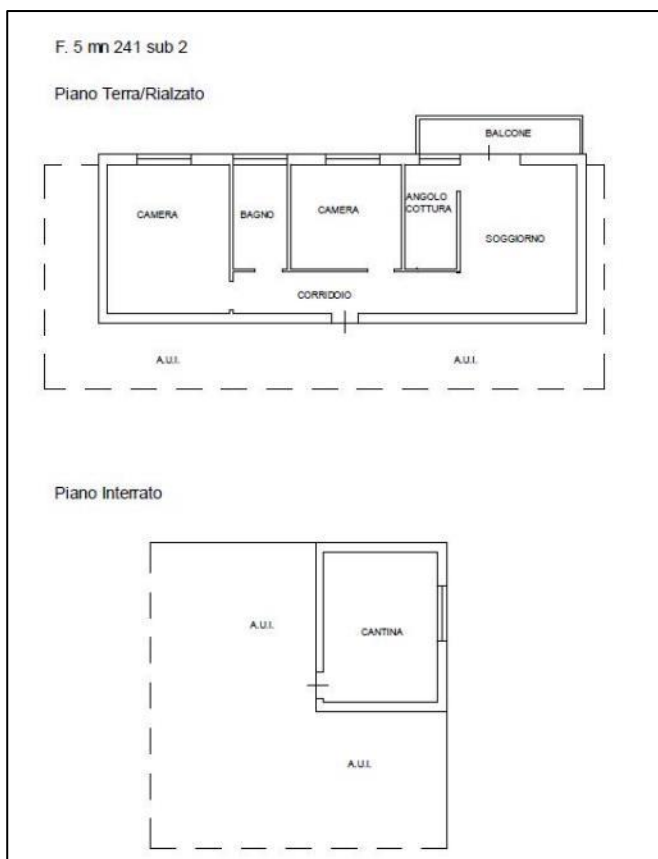 F. 5 mn 241 sub 2
Piano Terra/Rialzato
BALCONE
CAMERA
BAGNO
CAMERA
ANGOLO
COTTURA
SOGGIORNO
CORRIDOIO
A.U.I.
A.U.I.
Piano Interrato
A.U.I.
CANTINA
A.U.I.